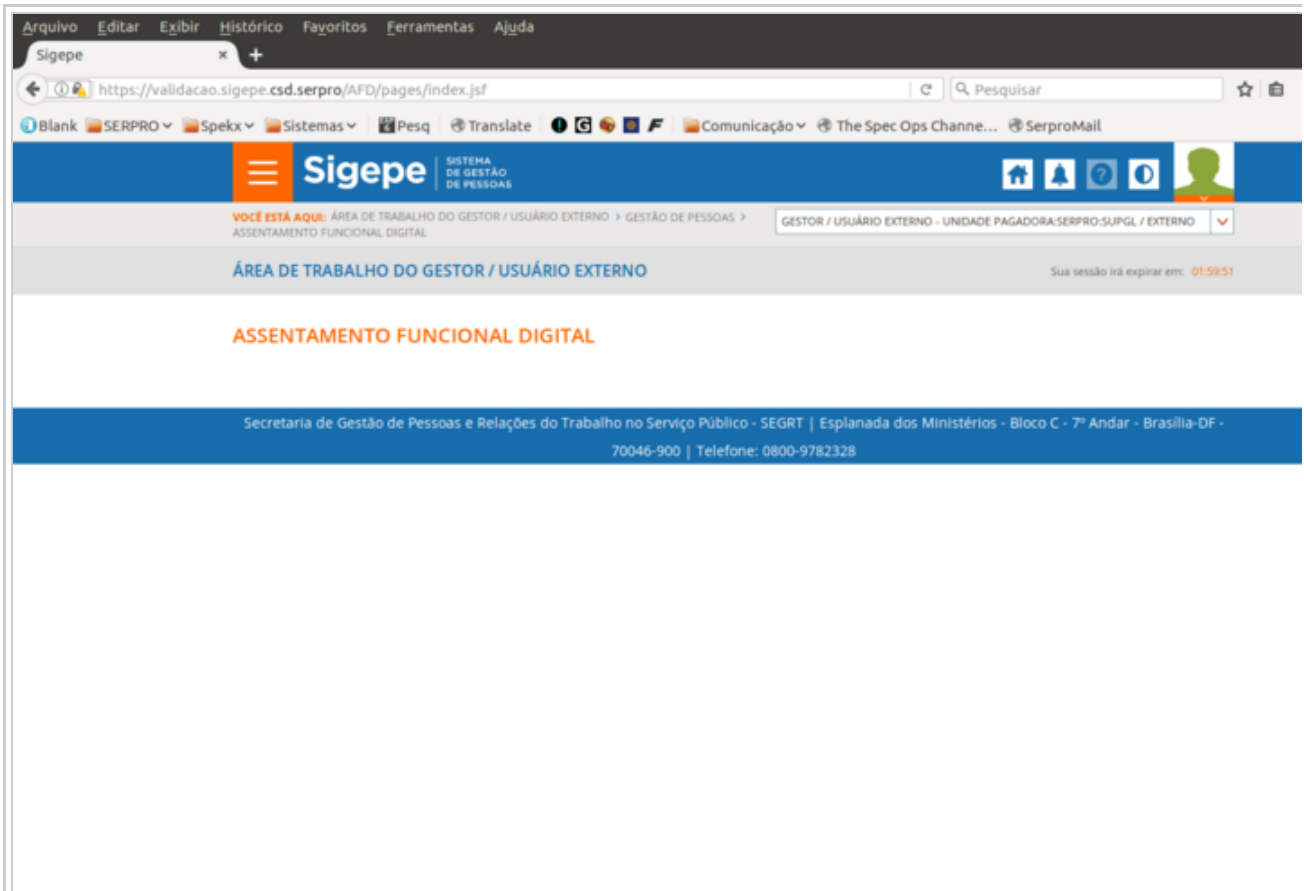 Arquivo Editar Exibir Histórico Favoritos Ferramentas Ajuda
Sigepe
https://validacao.sigepe.csd.serpro/AFD/pages/index.jsf
Pesquisar
Blank SERPRO Spekx Sistemas Pesq Translate Comunicação The Spec Ops Channe... SerproMail
Sigepe
SISTEMA
DE GESTÃO
DE PESSOAS
VOCÊ ESTÁ AQUI: ÁREA DE TRABALHO DO GESTOR / USUÁRIO EXTERNO > GESTÃO DE PESSOAS >
ASSENTAMENTO FUNCIONAL DIGITAL
GESTOR / USUÁRIO EXTERNO - UNIDADE PAGADORA:SERPRO:SUPGL / EXTERNO
ÁREA DE TRABALHO DO GESTOR / USUÁRIO EXTERNO
Sua sessão irá expirar em: 01:59:51
ASSENTAMENTO FUNCIONAL DIGITAL
Secretaria de Gestão de Pessoas e Relações do Trabalho no Serviço Público - SEGRT | Esplanada dos Ministérios - Bloco C - 7º Andar - Brasília-DF -
70046-900 | Telefone: 0800-9782328